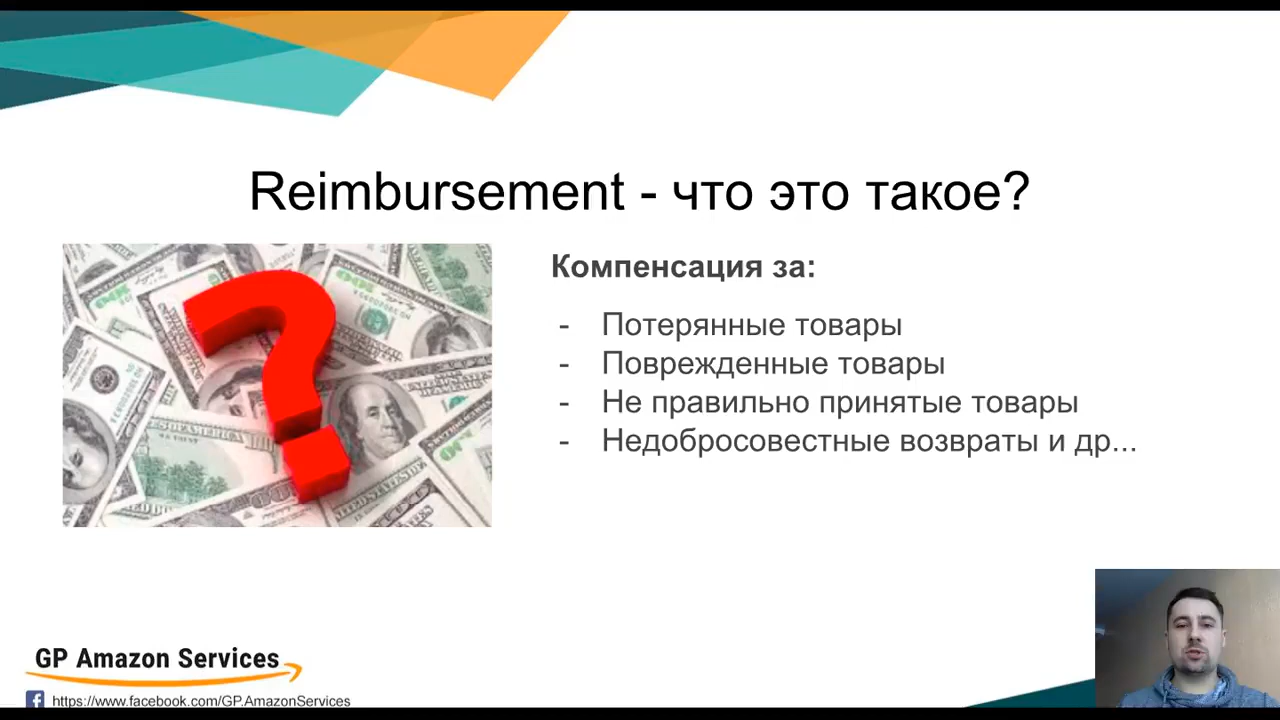 Reimbursement - что это такое?
Компенсация за:
- Потерянные товары
- Поврежденные товары
- Не правильно принятые товары
- Недобросовестные возвраты и др...
GP Amazon Services
https://www.facebook.com/GP.AmazonServices